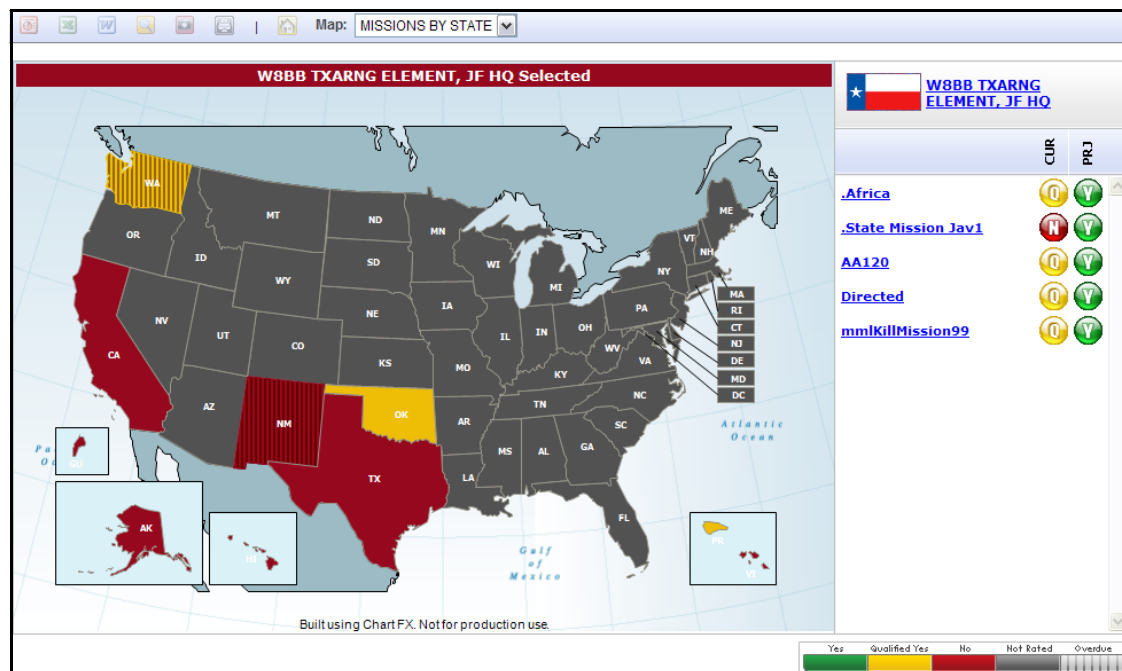 Map: MISSIONS BY STATE
W8BB TXARNG ELEMENT, JF HQ Selected
W8BB TXARNG
ELEMENT, JF HQ
CUR PRJ
.Africa Q Y
.State Mission Jav1 N Y
AA120 Q Y
Directed Q Y
mmlKillMission99 Q Y
WA
MT
ND
MN
ME
OR
ID
SD
WI
VT
NH
WY
MI
NY
MA
RI
CT
NJ
DE
MD
DC
NV
UT
CO
NE
IA
IL
IN
OH
PA
CA
KS
MO
WV
VA
KY
AZ
NM
OK
AR
TN
NC
SC
TX
LA
MS
AL
GA
FL
Atlantic
Ocean
Gulf
of
Mexico
GU
AK
HI
PR
VI
Built using Chart FX. Not for production use.
Yes Qualified Yes No Not Rated Overdue